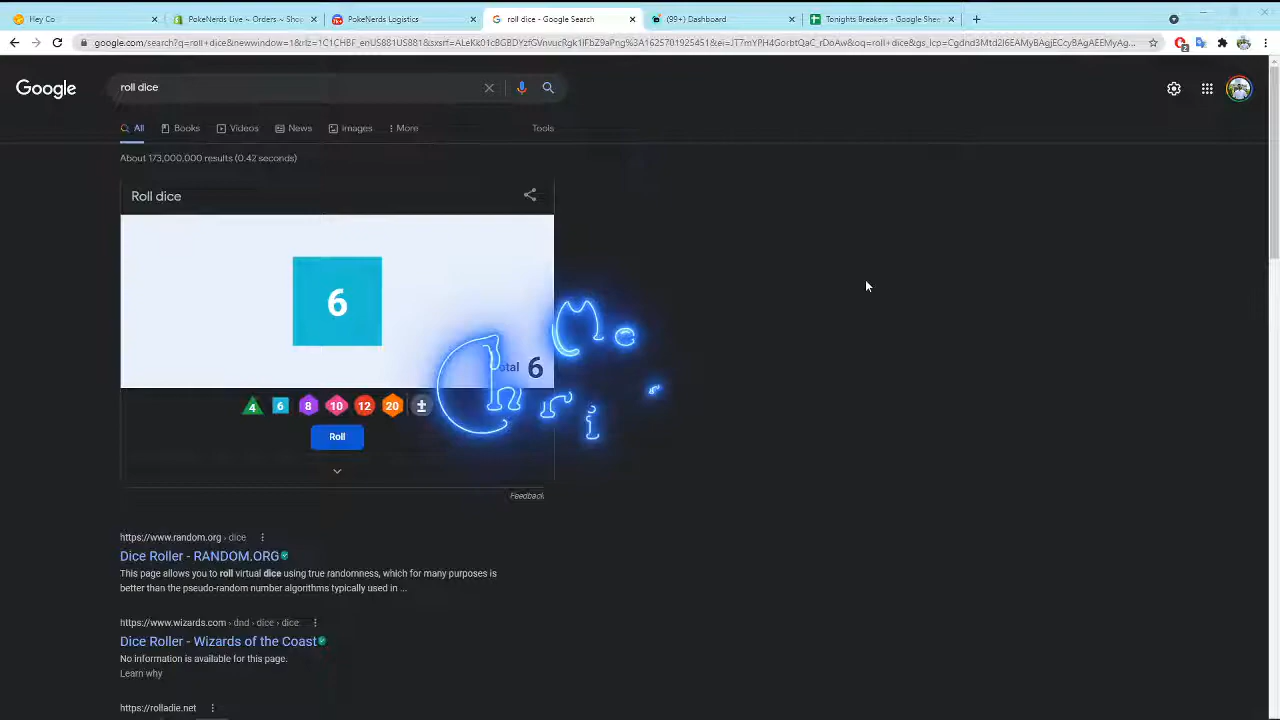 Hey Co
PokeNerds Live ~ Orders ~ Shop
PokeNerds Logistics
roll dice - Google Search
(99+) Dashboard
Tonights Breakers - Google Shee
Google
roll dice
All
Books
Videos
News
Images
More
Tools
About 173,000,000 results (0.42 seconds)
Roll dice
6
6
4
6
8
10
12
20
±
Roll
Feedback
https://www.random.org › dice
Dice Roller - RANDOM.ORG
This page allows you to roll virtual dice using true randomness, which for many purposes is
better than the pseudo-random number algorithms typically used in ...
https://www.wizards.com › dnd › dice › dice
Dice Roller - Wizards of the Coast
No information is available for this page.
Learn why
https://rolladie.net